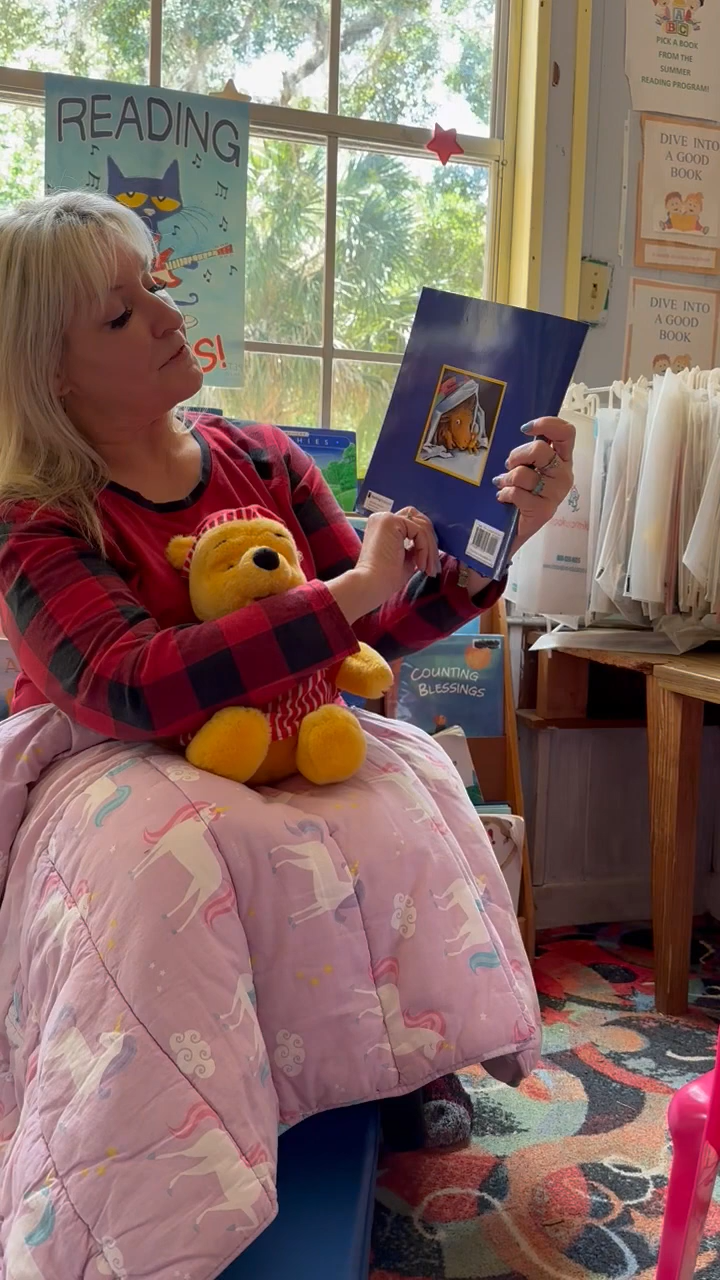 READING
S!
PICK A BOOK
FROM THE
SUMMER
READING PROGRAM!
DIVE INTO
A GOOD
BOOK
DIVE INTO
A GOOD
BOOK
COUNTING
BLESSINGS